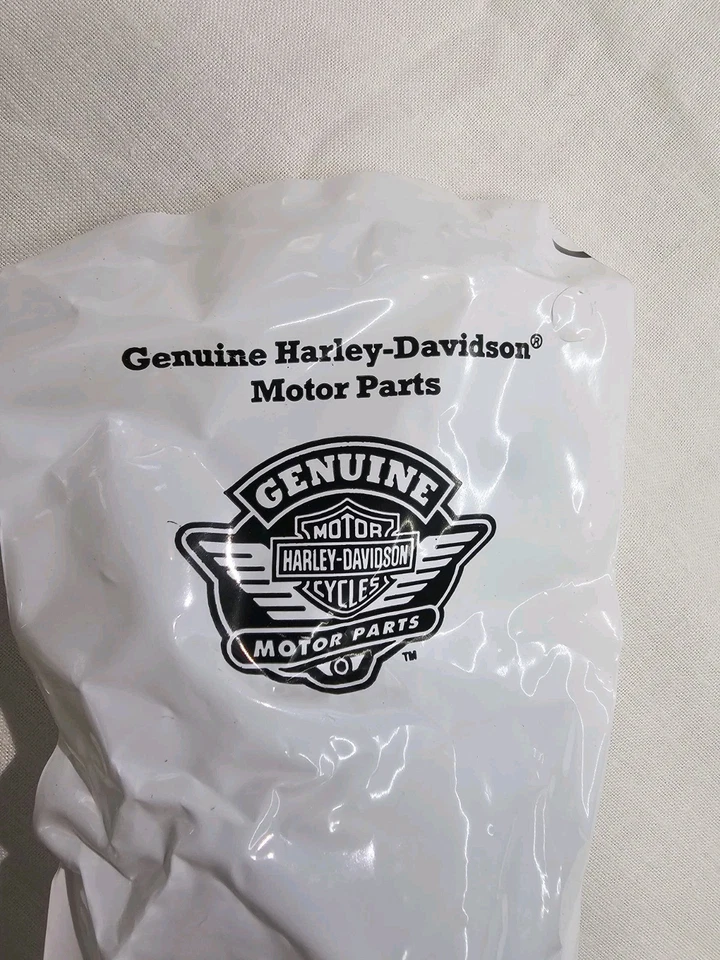 Genuine Harley-Davidson®
Motor Parts
GENUINE
MOTOR
HARLEY-DAVIDSON
CYCLES
MOTOR PARTS
TM